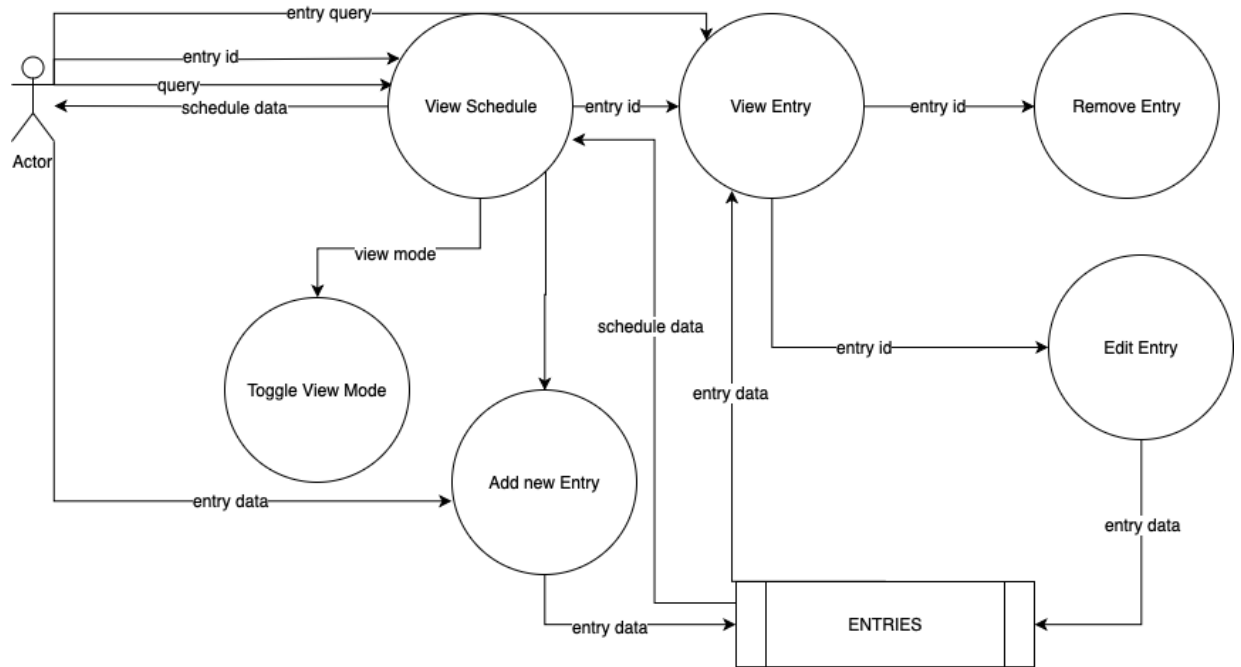 entry query
entry id
query
schedule data
Actor
View Schedule
entry id
View Entry
entry id
Remove Entry
view mode
schedule data
entry id
Edit Entry
Toggle View Mode
entry data
Add new Entry
entry data
entry data
entry data
ENTRIES